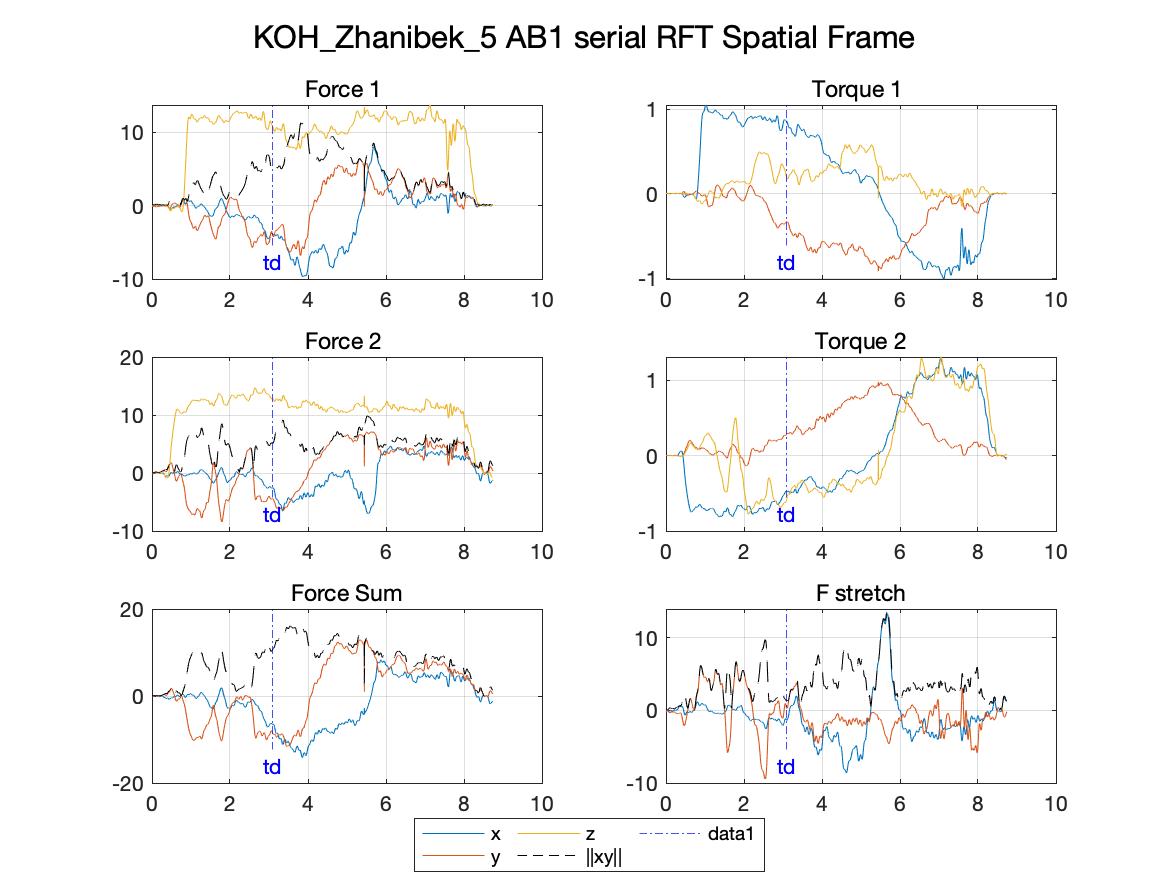 KOH_Zhanibek_5 AB1 serial RFT Spatial Frame
Force 1
10
0
-10
td
0 2 4 6 8 10
Torque 1
1
0
-1
td
0 2 4 6 8 10
Force 2
20
10
0
-10
td
0 2 4 6 8 10
Torque 2
1
0
-1
td
0 2 4 6 8 10
Force Sum
20
0
-20
td
0 2 4 6 8 10
F stretch
10
0
-10
td
0 2 4 6 8 10
x z data1
y ||xy||